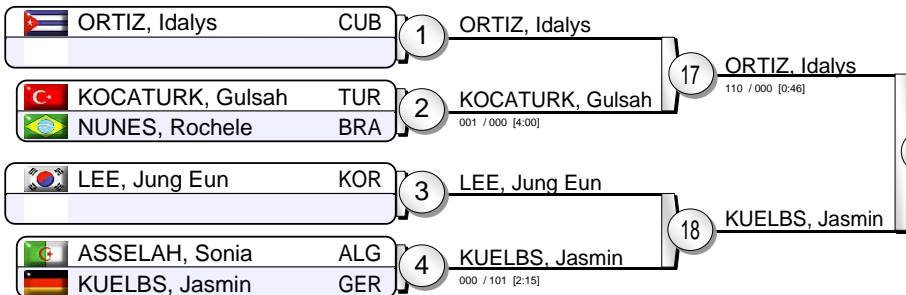 ORTIZ, Idalys CUB
1
ORTIZ, Idalys
KOCATURK, Gulsah TUR
NUNES, Rochele BRA
2
KOCATURK, Gulsah
001 / 000 [4:00]
17
ORTIZ, Idalys
110 / 000 [0:46]
LEE, Jung Eun KOR
3
LEE, Jung Eun
ASSELAH, Sonia ALG
KUELBS, Jasmin GER
4
KUELBS, Jasmin
000 / 101 [2:15]
18
KUELBS, Jasmin